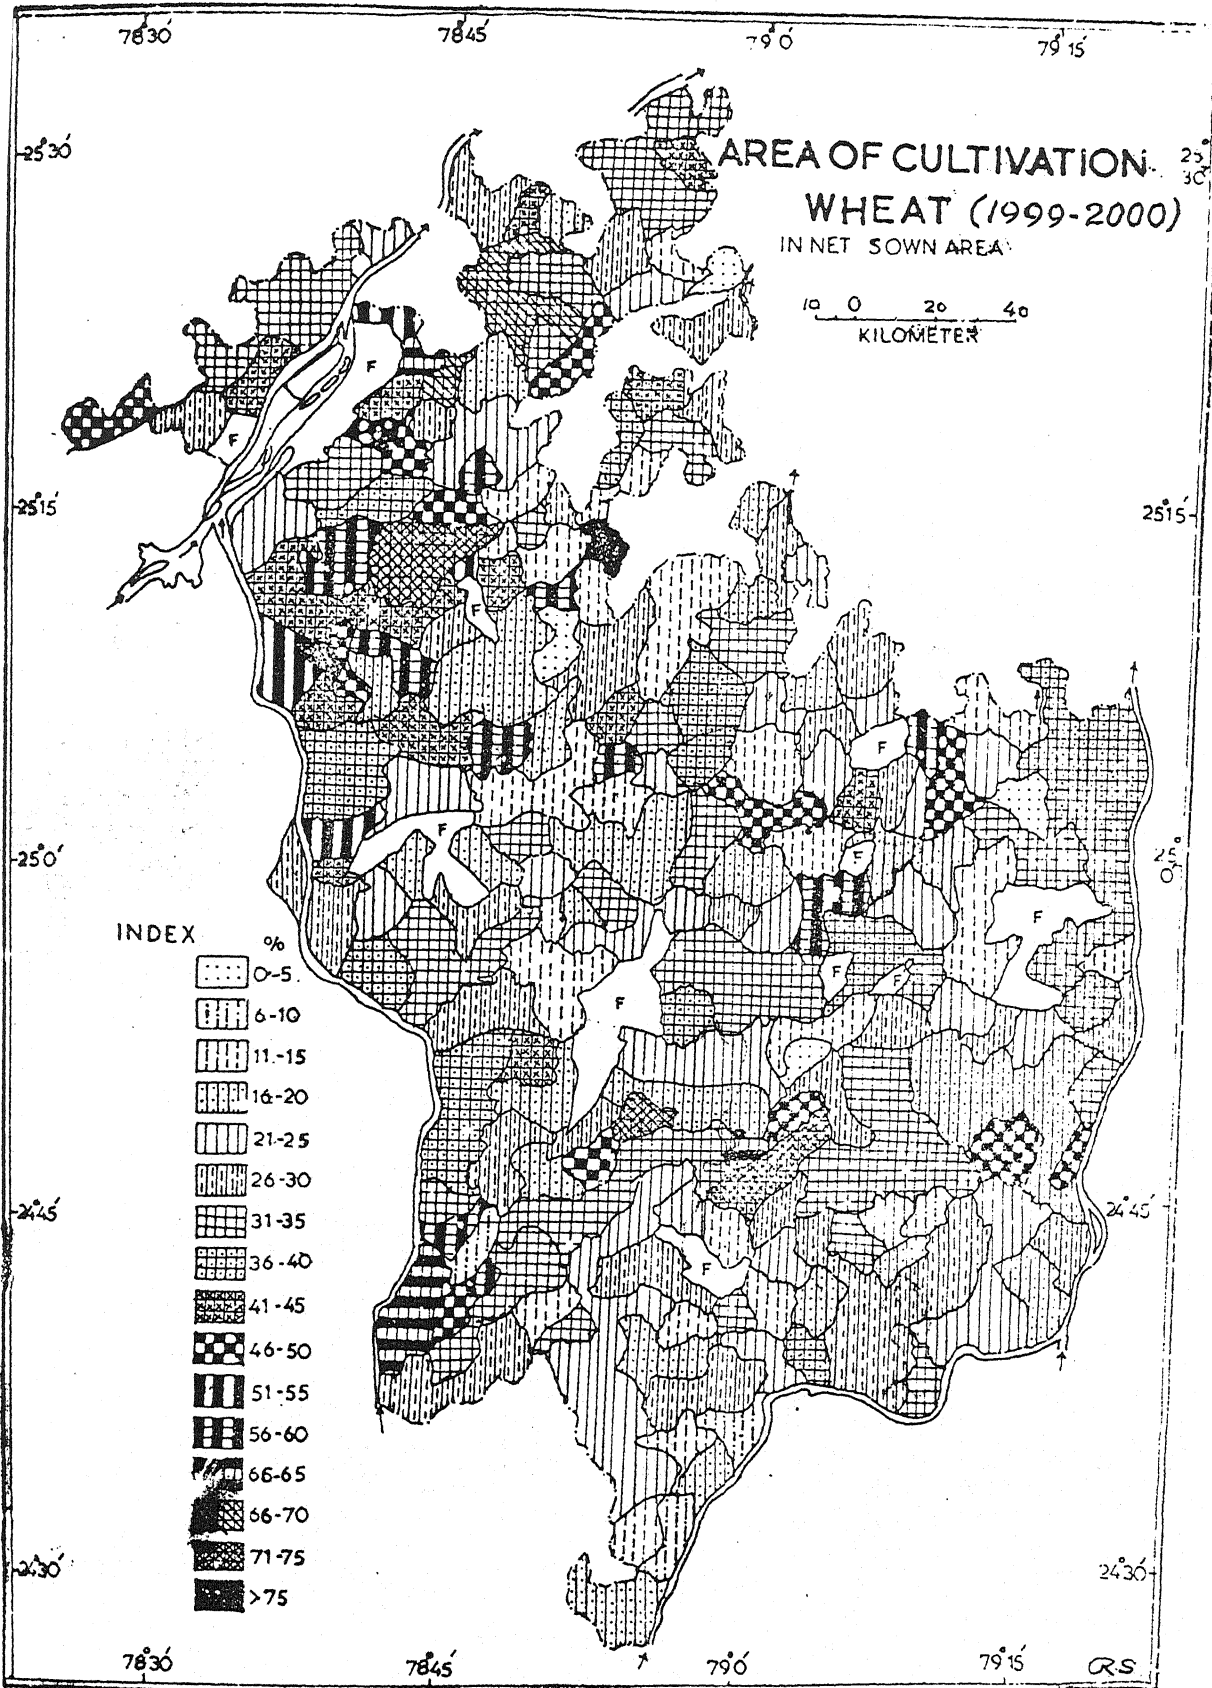 78°30′
78°45′
79°0′
79°15′
25°30′
AREA OF CULTIVATION
25°
30′
WHEAT (1999-2000)
IN NET SOWN AREA
10 0 20 40
KILOMETER
F
F
25°15′
25°15′
F
F
F
25°0′
F
25°
0′
F
INDEX
%
F
F
F
0-5
6-10
11-15
16-20
21-25
26-30
31-35
36-40
41-45
46-50
51-55
56-60
66-65
66-70
71-75
>75
24°45′
24°45′
F
24°30′
24°30′
78°30′
78°45′
79°0′
79°15′
R.S